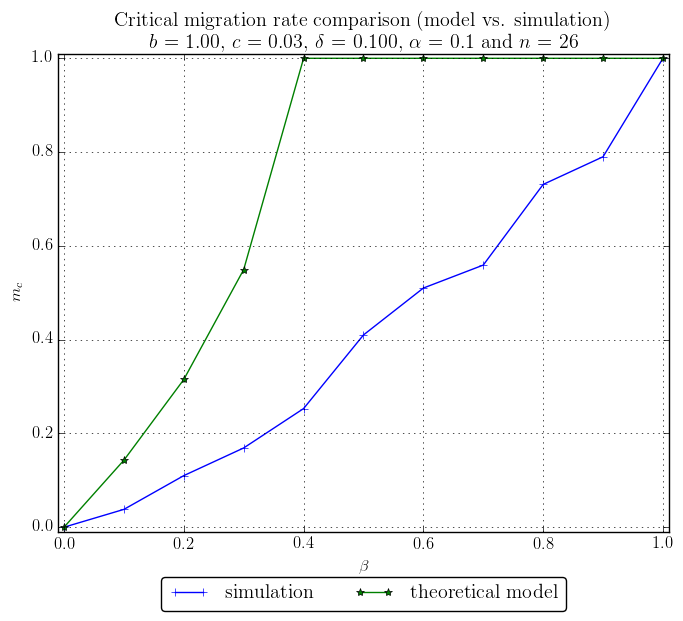 Critical migration rate comparison (model vs. simulation)
b = 1.00, c = 0.03, δ = 0.100, α = 0.1 and n = 26
1.0
0.8
0.6
m_c
0.4
0.2
0.0
0.0 0.2 0.4 0.6 0.8 1.0
β
simulation theoretical model